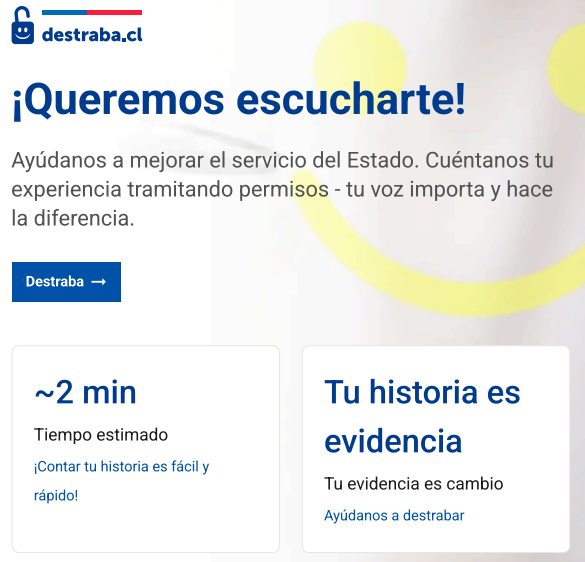 destraba.cl
¡Queremos escucharte!
Ayúdanos a mejorar el servicio del Estado. Cuéntanos tu
experiencia tramitando permisos - tu voz importa y hace
la diferencia.
Destraba →
~2 min
Tiempo estimado
¡Contar tu historia es fácil y
rápido!
Tu historia es
evidencia
Tu evidencia es cambio
Ayúdanos a destrabar